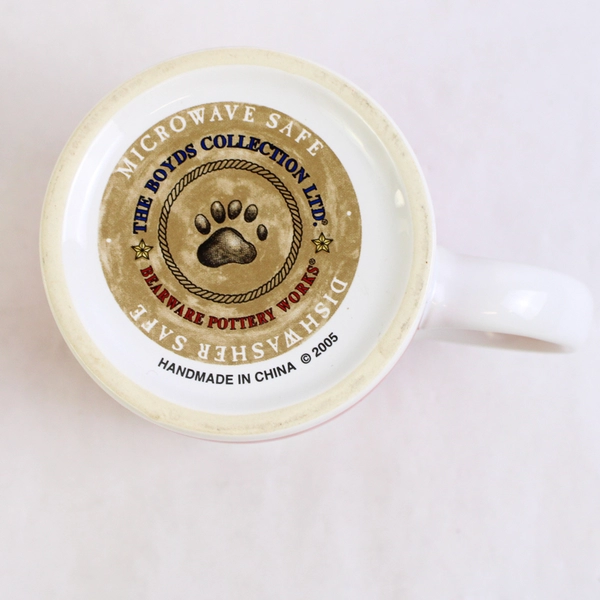 MICROWAVE SAFE
THE BOYDS COLLECTION LTD.®
BEARWARE POTTERY WORKS®
DISHWASHER SAFE
HANDMADE IN CHINA © 2005